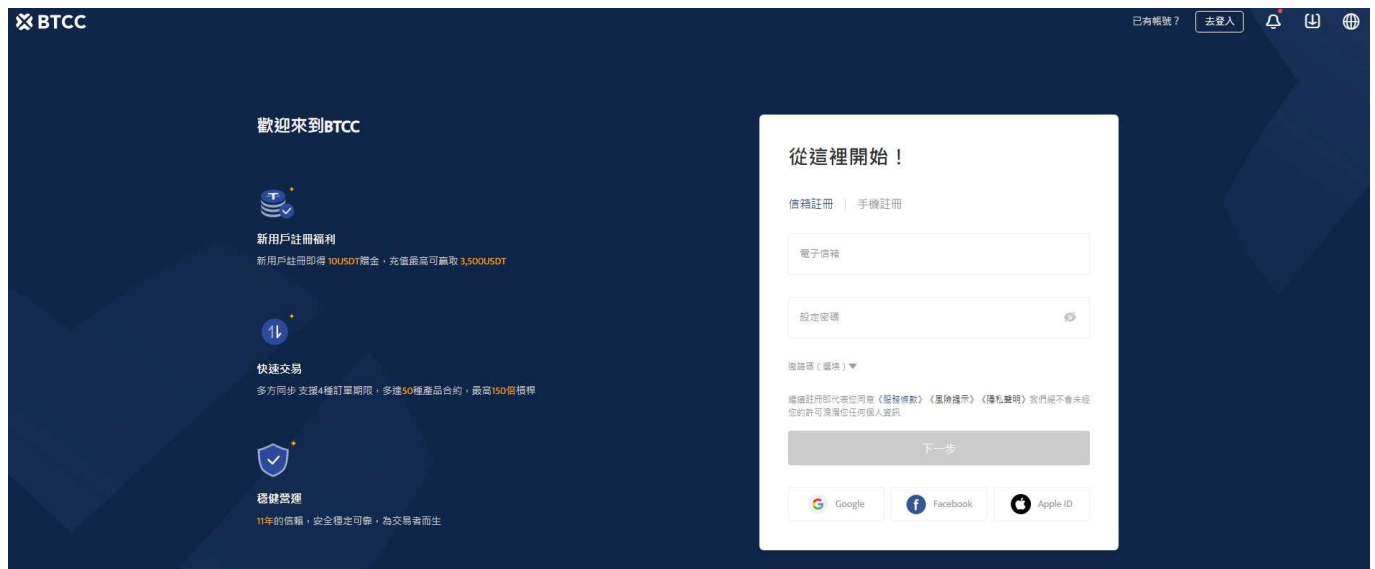 BTCC
已有帳號？ 去登入
歡迎來到BTCC
新用戶註冊福利
新用戶註冊即得 10USDT贈金，充值最高可贏取 3,500USDT
快速交易
多方同步 支援4種訂單期限，多達50種產品合約，最高150倍槓桿
穩健營運
11年的信賴，安全穩定可靠，為交易者而生
從這裡開始！
信箱註冊 | 手機註冊
電子信箱
設定密碼
邀請碼（選填）▼
繼續註冊即代表您同意《服務條款》《風險提示》《隱私聲明》我們絕不會未經
您的許可洩漏您任何個人資訊
下一步
Google Facebook Apple ID